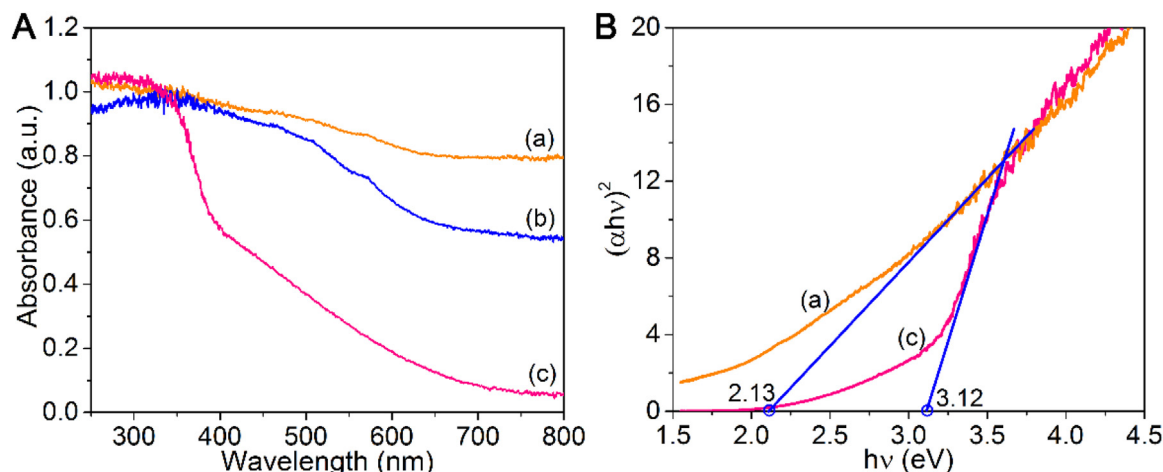 A
1.2
1.0
0.8
0.6
0.4
0.2
0.0
Absorbance (a.u.)
(a)
(b)
(c)
300 400 500 600 700 800
Wavelength (nm)
B
20
16
12
8
4
0
(αhν)²
(a)
(c)
2.13
3.12
1.5 2.0 2.5 3.0 3.5 4.0 4.5
hν (eV)